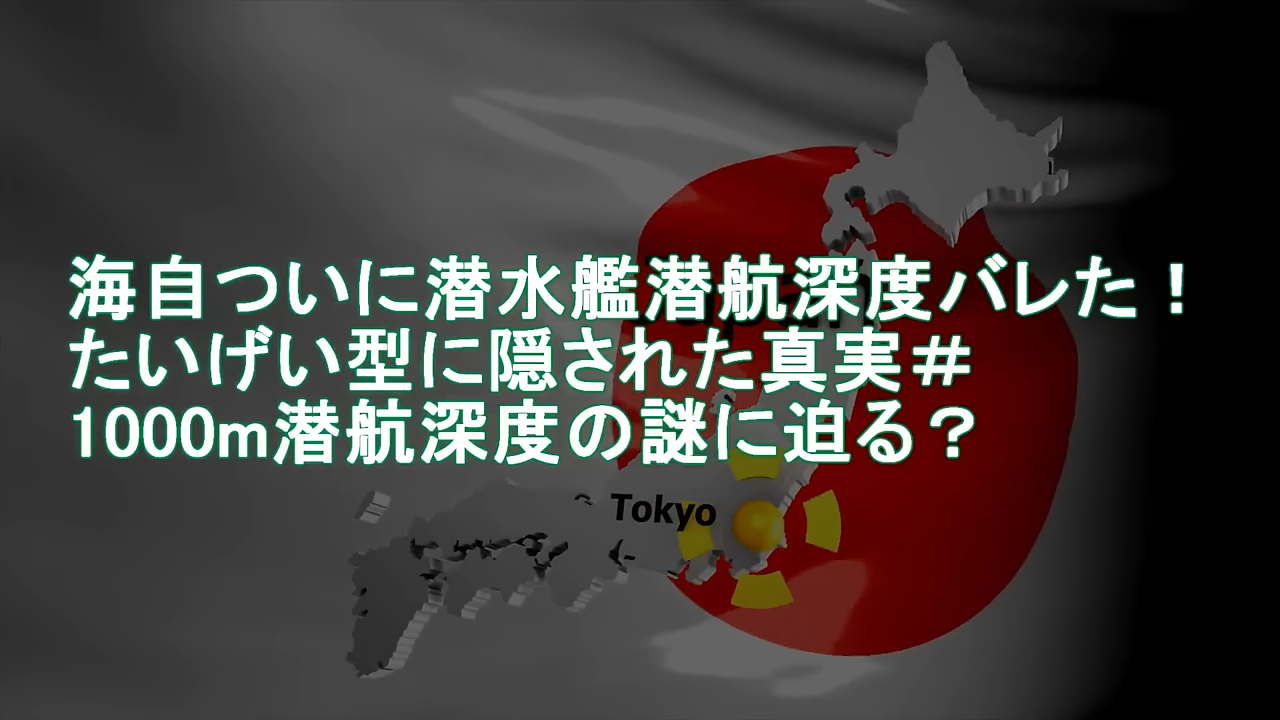 海自ついに潜水艦潜航深度バレた！
たいげい型に隠された真実＃
1000m潜航深度の謎に迫る？
Tokyo